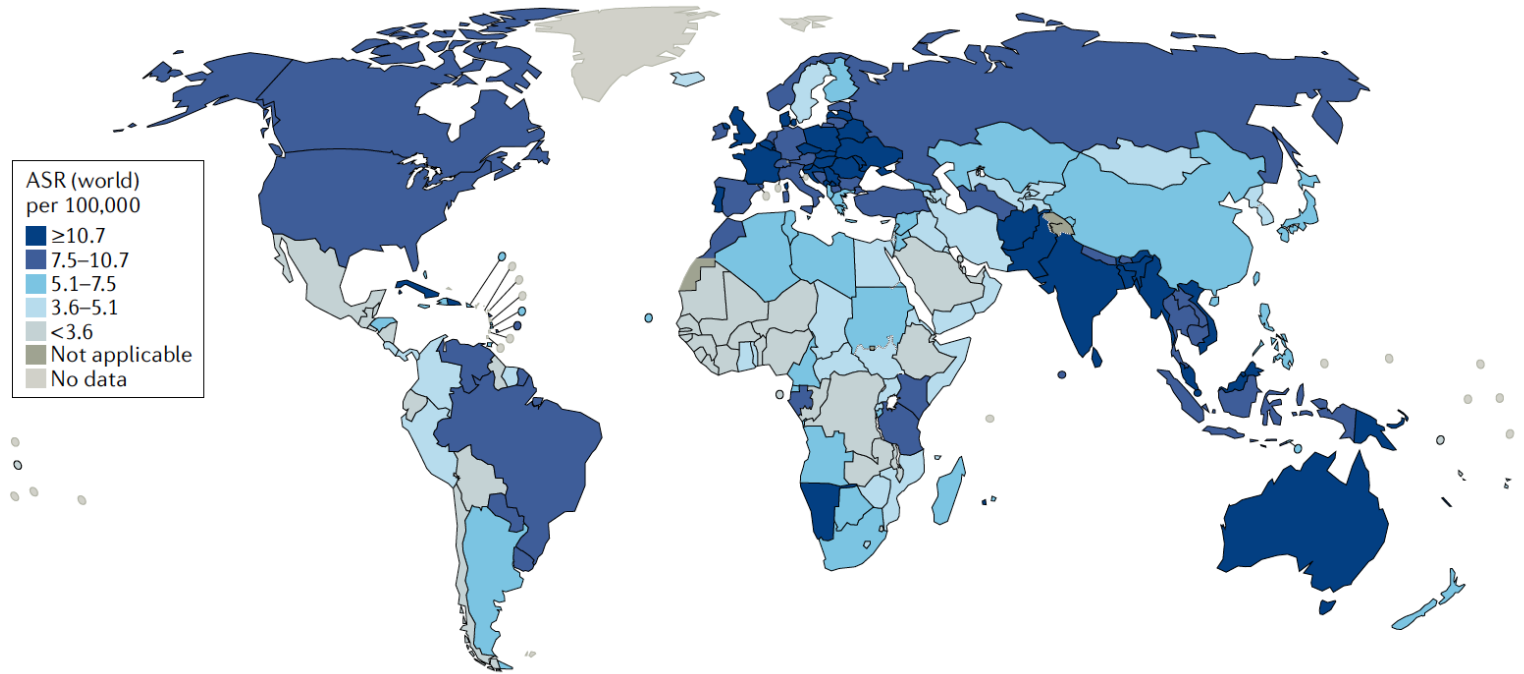 ASR (world)
per 100,000
≥10.7
7.5–10.7
5.1–7.5
3.6–5.1
<3.6
Not applicable
No data